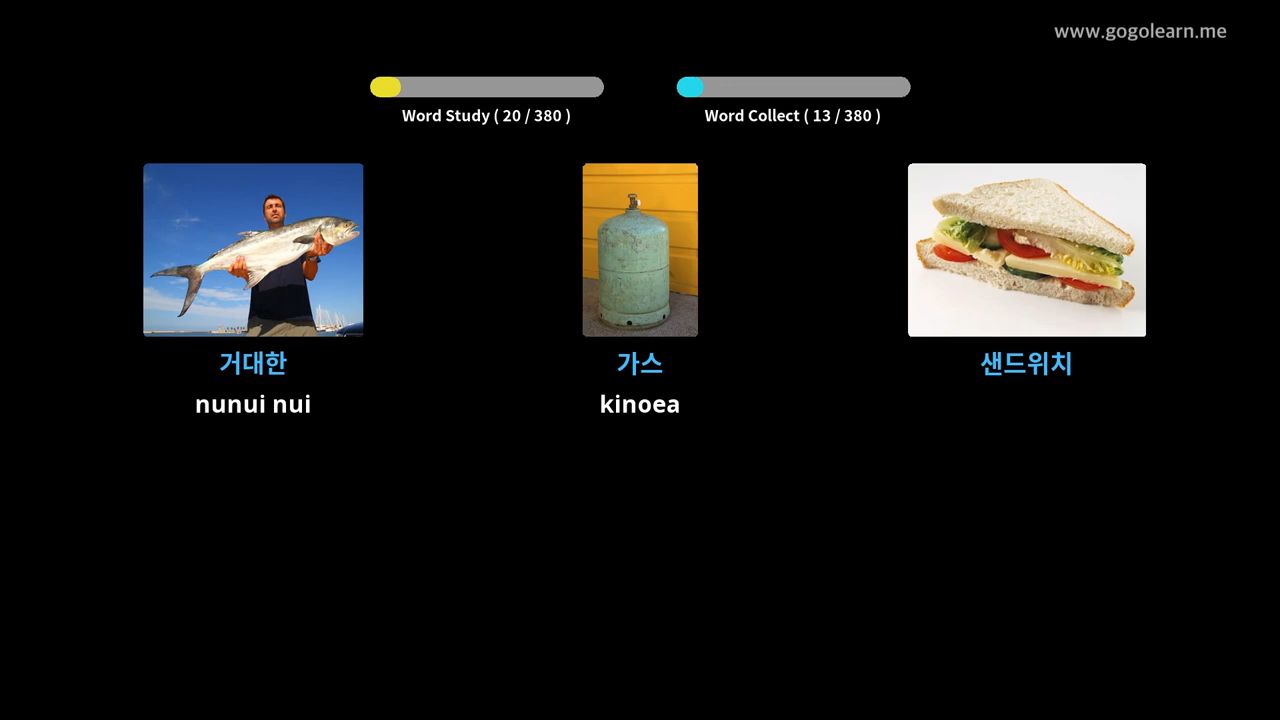 www.gogolearn.me
Word Study ( 20 / 380 )
Word Collect ( 13 / 380 )
거대한
가스
샌드위치
nunui nui
kinoea